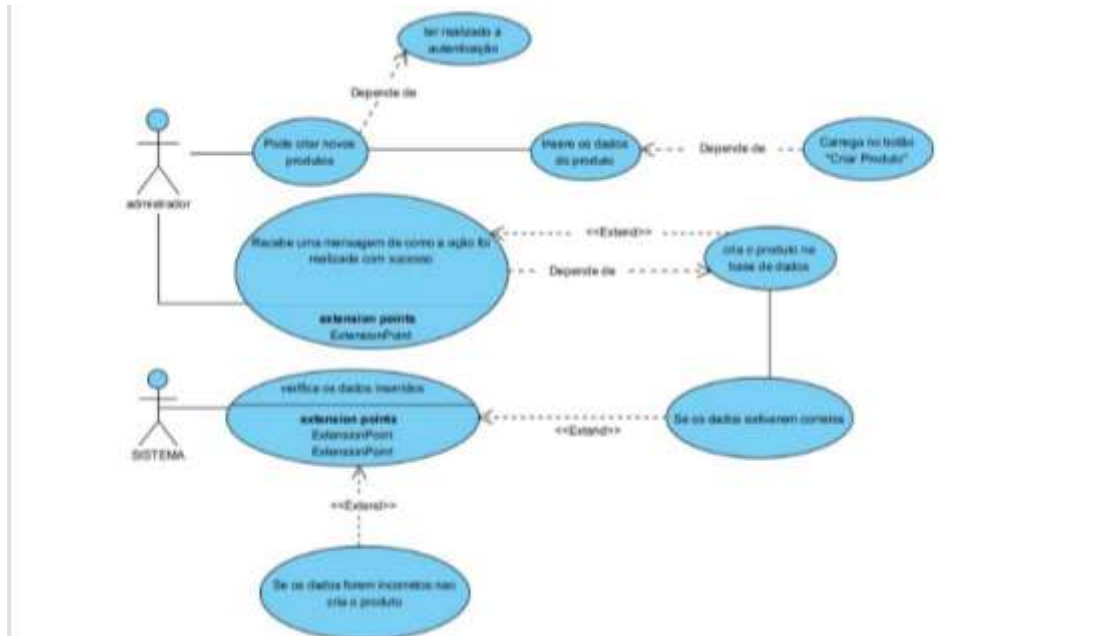 ter realizado a
autenticação
Depende de
Pode criar novos
produtos
Insere os dados
do produto
Depende de
Carrega no botão
"Criar Produto"
admistrador
Recebe uma mensagem de como a ação foi
realizada com sucesso
extension points
ExtensionPoint
<<Extend>>
Depende de
cria o produto na
base de dados
SISTEMA
verifica os dados inseridos
extension points
ExtensionPoint
ExtensionPoint
<<Extend>>
Se os dados estiverem corretos
<<Extend>>
Se os dados forem incorretos nao
cria o produto